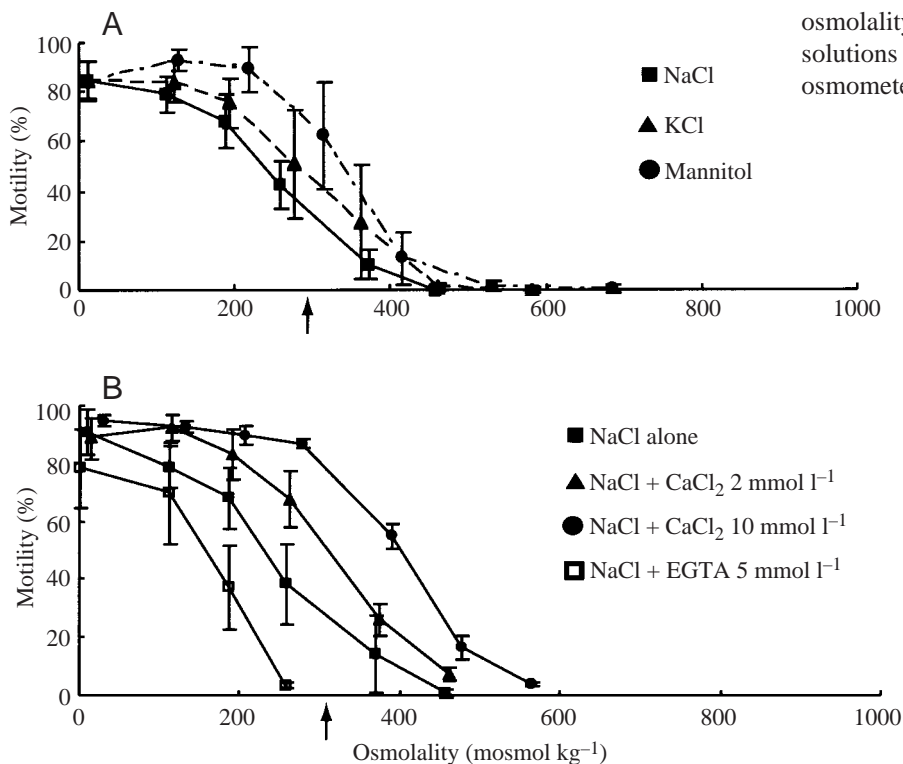 A
osmolality
solutions
osmomete
NaCl
KCl
Mannitol
Motility (%)
100
80
60
40
20
0
0 200 400 600 800 1000
B
NaCl alone
NaCl + CaCl₂ 2 mmol l⁻¹
NaCl + CaCl₂ 10 mmol l⁻¹
NaCl + EGTA 5 mmol l⁻¹
Motility (%)
100
80
60
40
20
0
0 200 400 600 800 1000
Osmolality (mosmol kg⁻¹)